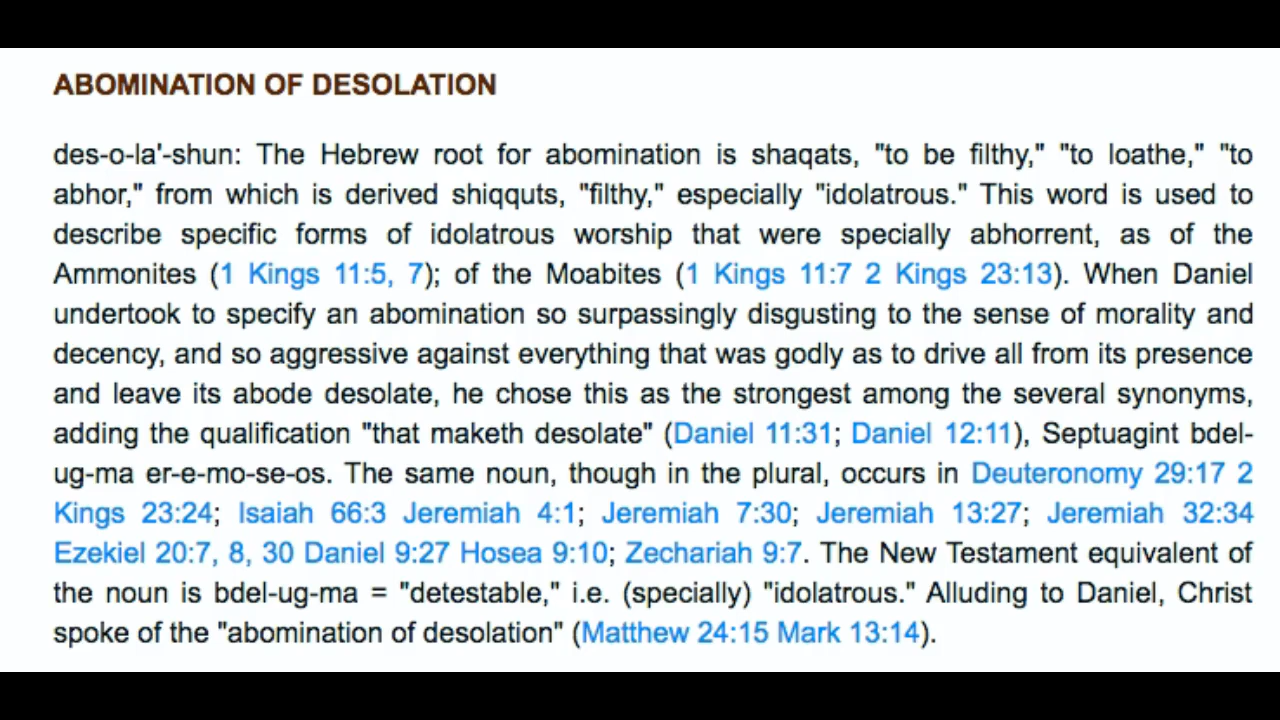 ABOMINATION OF DESOLATION
des-o-la'-shun: The Hebrew root for abomination is shaqats, "to be filthy," "to loathe," "to
abhor," from which is derived shiqquts, "filthy," especially "idolatrous." This word is used to
describe specific forms of idolatrous worship that were specially abhorrent, as of the
Ammonites (1 Kings 11:5, 7); of the Moabites (1 Kings 11:7 2 Kings 23:13). When Daniel
undertook to specify an abomination so surpassingly disgusting to the sense of morality and
decency, and so aggressive against everything that was godly as to drive all from its presence
and leave its abode desolate, he chose this as the strongest among the several synonyms,
adding the qualification "that maketh desolate" (Daniel 11:31; Daniel 12:11), Septuagint bdel-
ug-ma er-e-mo-se-os. The same noun, though in the plural, occurs in Deuteronomy 29:17 2
Kings 23:24; Isaiah 66:3 Jeremiah 4:1; Jeremiah 7:30; Jeremiah 13:27; Jeremiah 32:34
Ezekiel 20:7, 8, 30 Daniel 9:27 Hosea 9:10; Zechariah 9:7. The New Testament equivalent of
the noun is bdel-ug-ma = "detestable," i.e. (specially) "idolatrous." Alluding to Daniel, Christ
spoke of the "abomination of desolation" (Matthew 24:15 Mark 13:14).